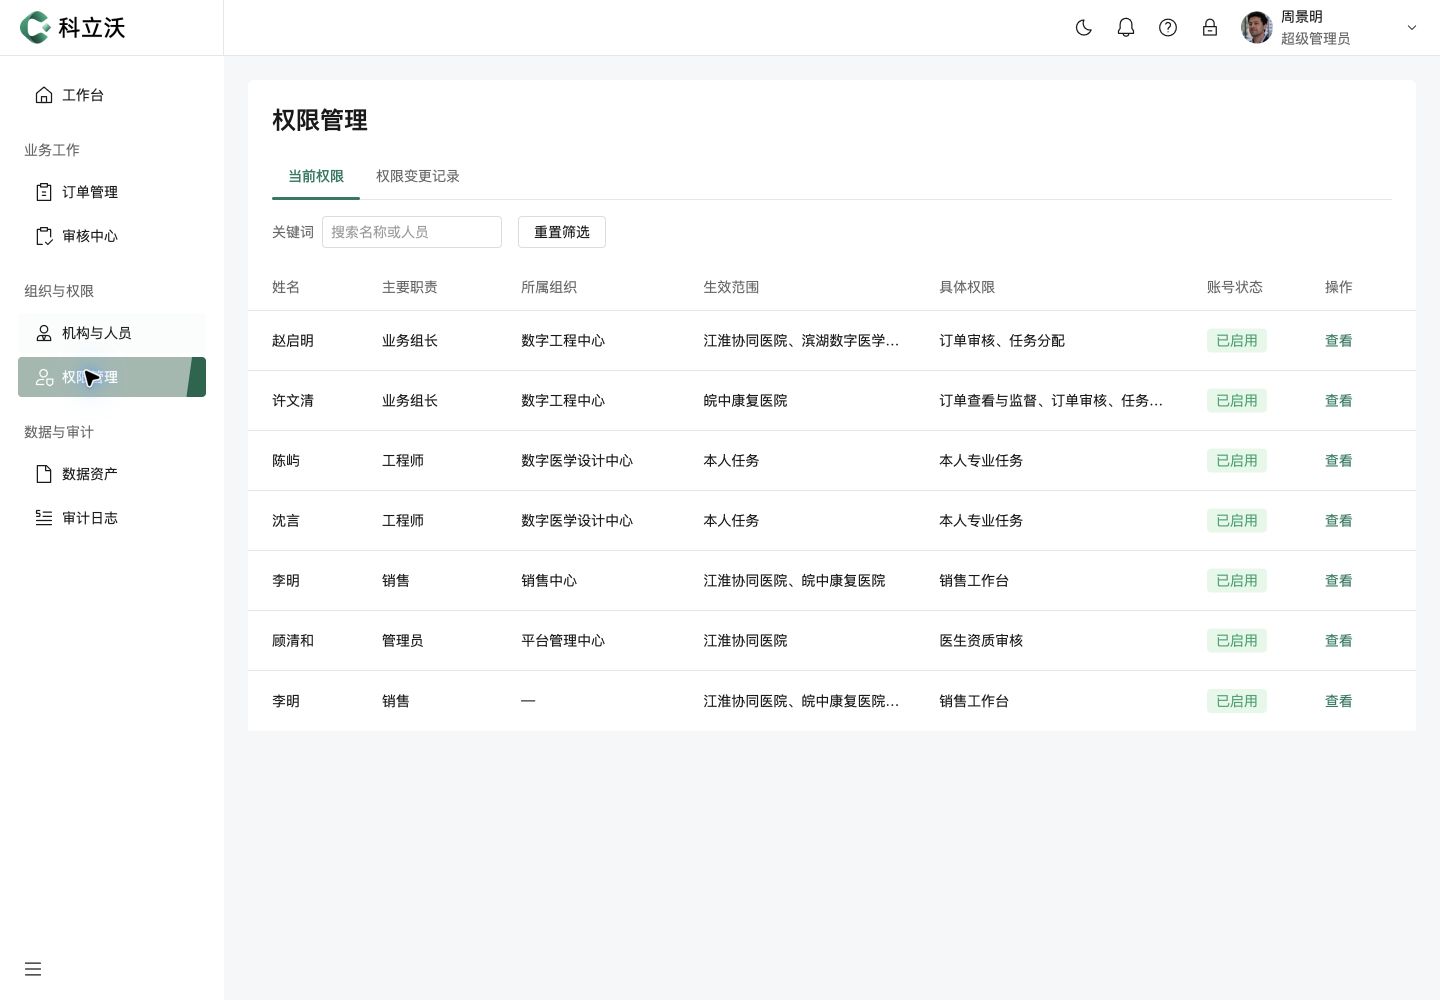 科立沃
周景明
超级管理员
工作台
业务工作
订单管理
审核中心
组织与权限
机构与人员
权限管理
数据与审计
数据资产
审计日志
权限管理
当前权限 权限变更记录
关键词 搜索名称或人员 重置筛选
姓名 主要职责 所属组织 生效范围 具体权限 账号状态 操作
赵启明 业务组长 数字工程中心 江淮协同医院、滨湖数字医学... 订单审核、任务分配 已启用 查看
许文清 业务组长 数字工程中心 皖中康复医院 订单查看与监督、订单审核、任务... 已启用 查看
陈屿 工程师 数字医学设计中心 本人任务 本人专业任务 已启用 查看
沈言 工程师 数字医学设计中心 本人任务 本人专业任务 已启用 查看
李明 销售 销售中心 江淮协同医院、皖中康复医院 销售工作台 已启用 查看
顾清和 管理员 平台管理中心 江淮协同医院 医生资质审核 已启用 查看
李明 销售 — 江淮协同医院、皖中康复医院... 销售工作台 已启用 查看